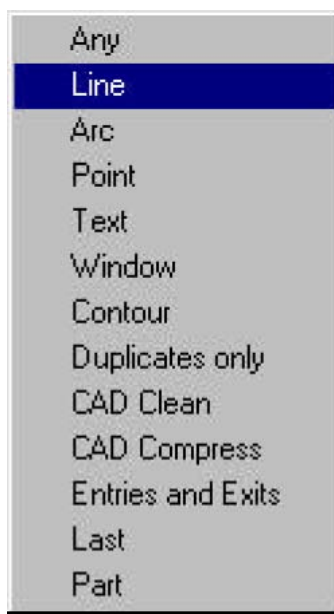 Any
Line
Arc
Point
Text
Window
Contour
Duplicates only
CAD Clean
CAD Compress
Entries and Exits
Last
Part